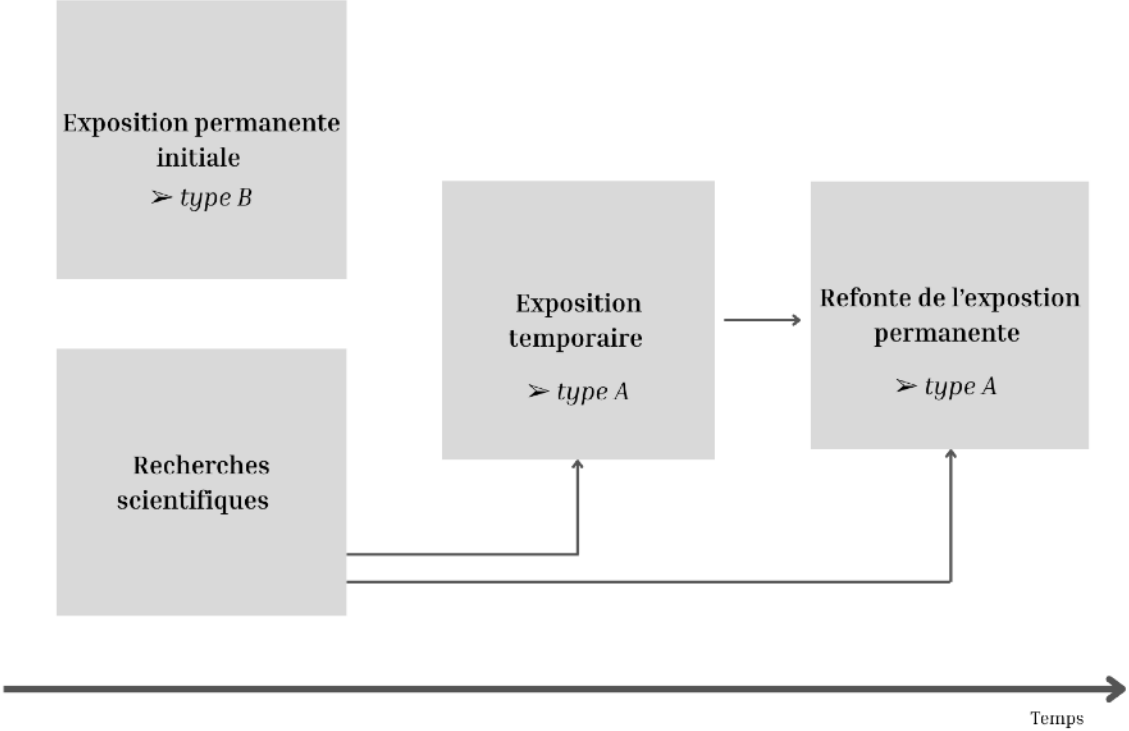 Exposition permanente
initiale
➢ type B
Exposition
temporaire
➢ type A
Refonte de l’expostion
permanente
➢ type A
Recherches
scientifiques
Temps